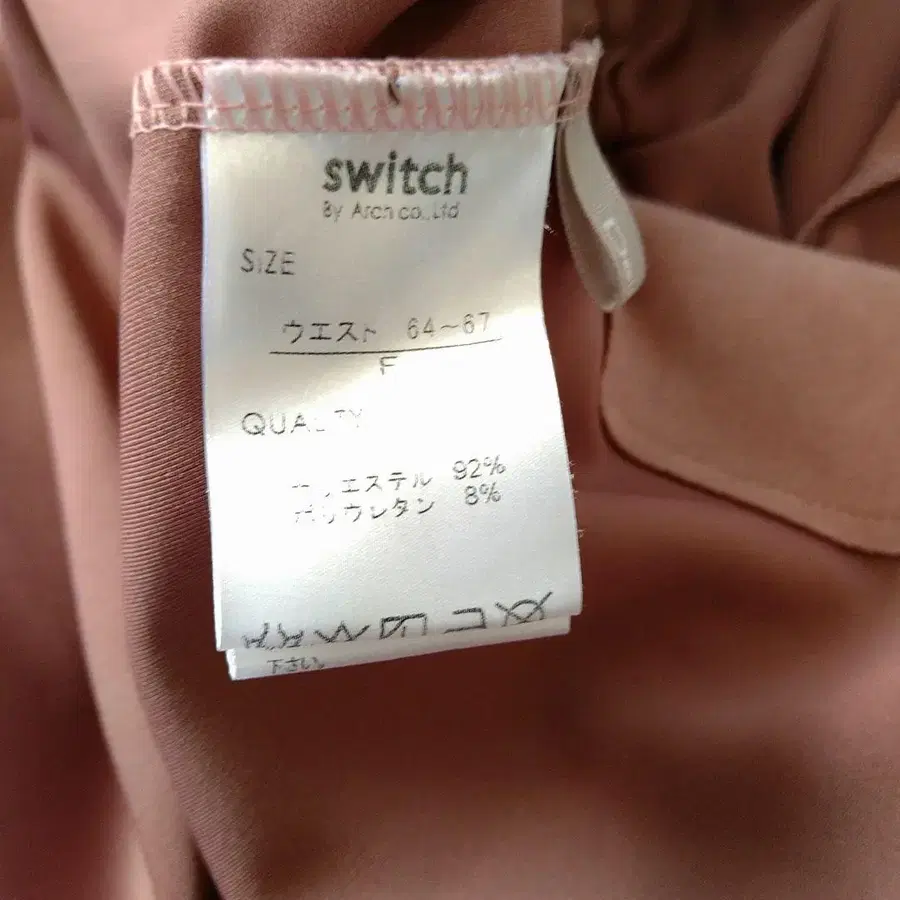 switch
By Arch co.,Ltd
SIZE
ウエスト 64～67
F
QUALITY
ポリエステル 92%
ポリウレタン 8%
下さい